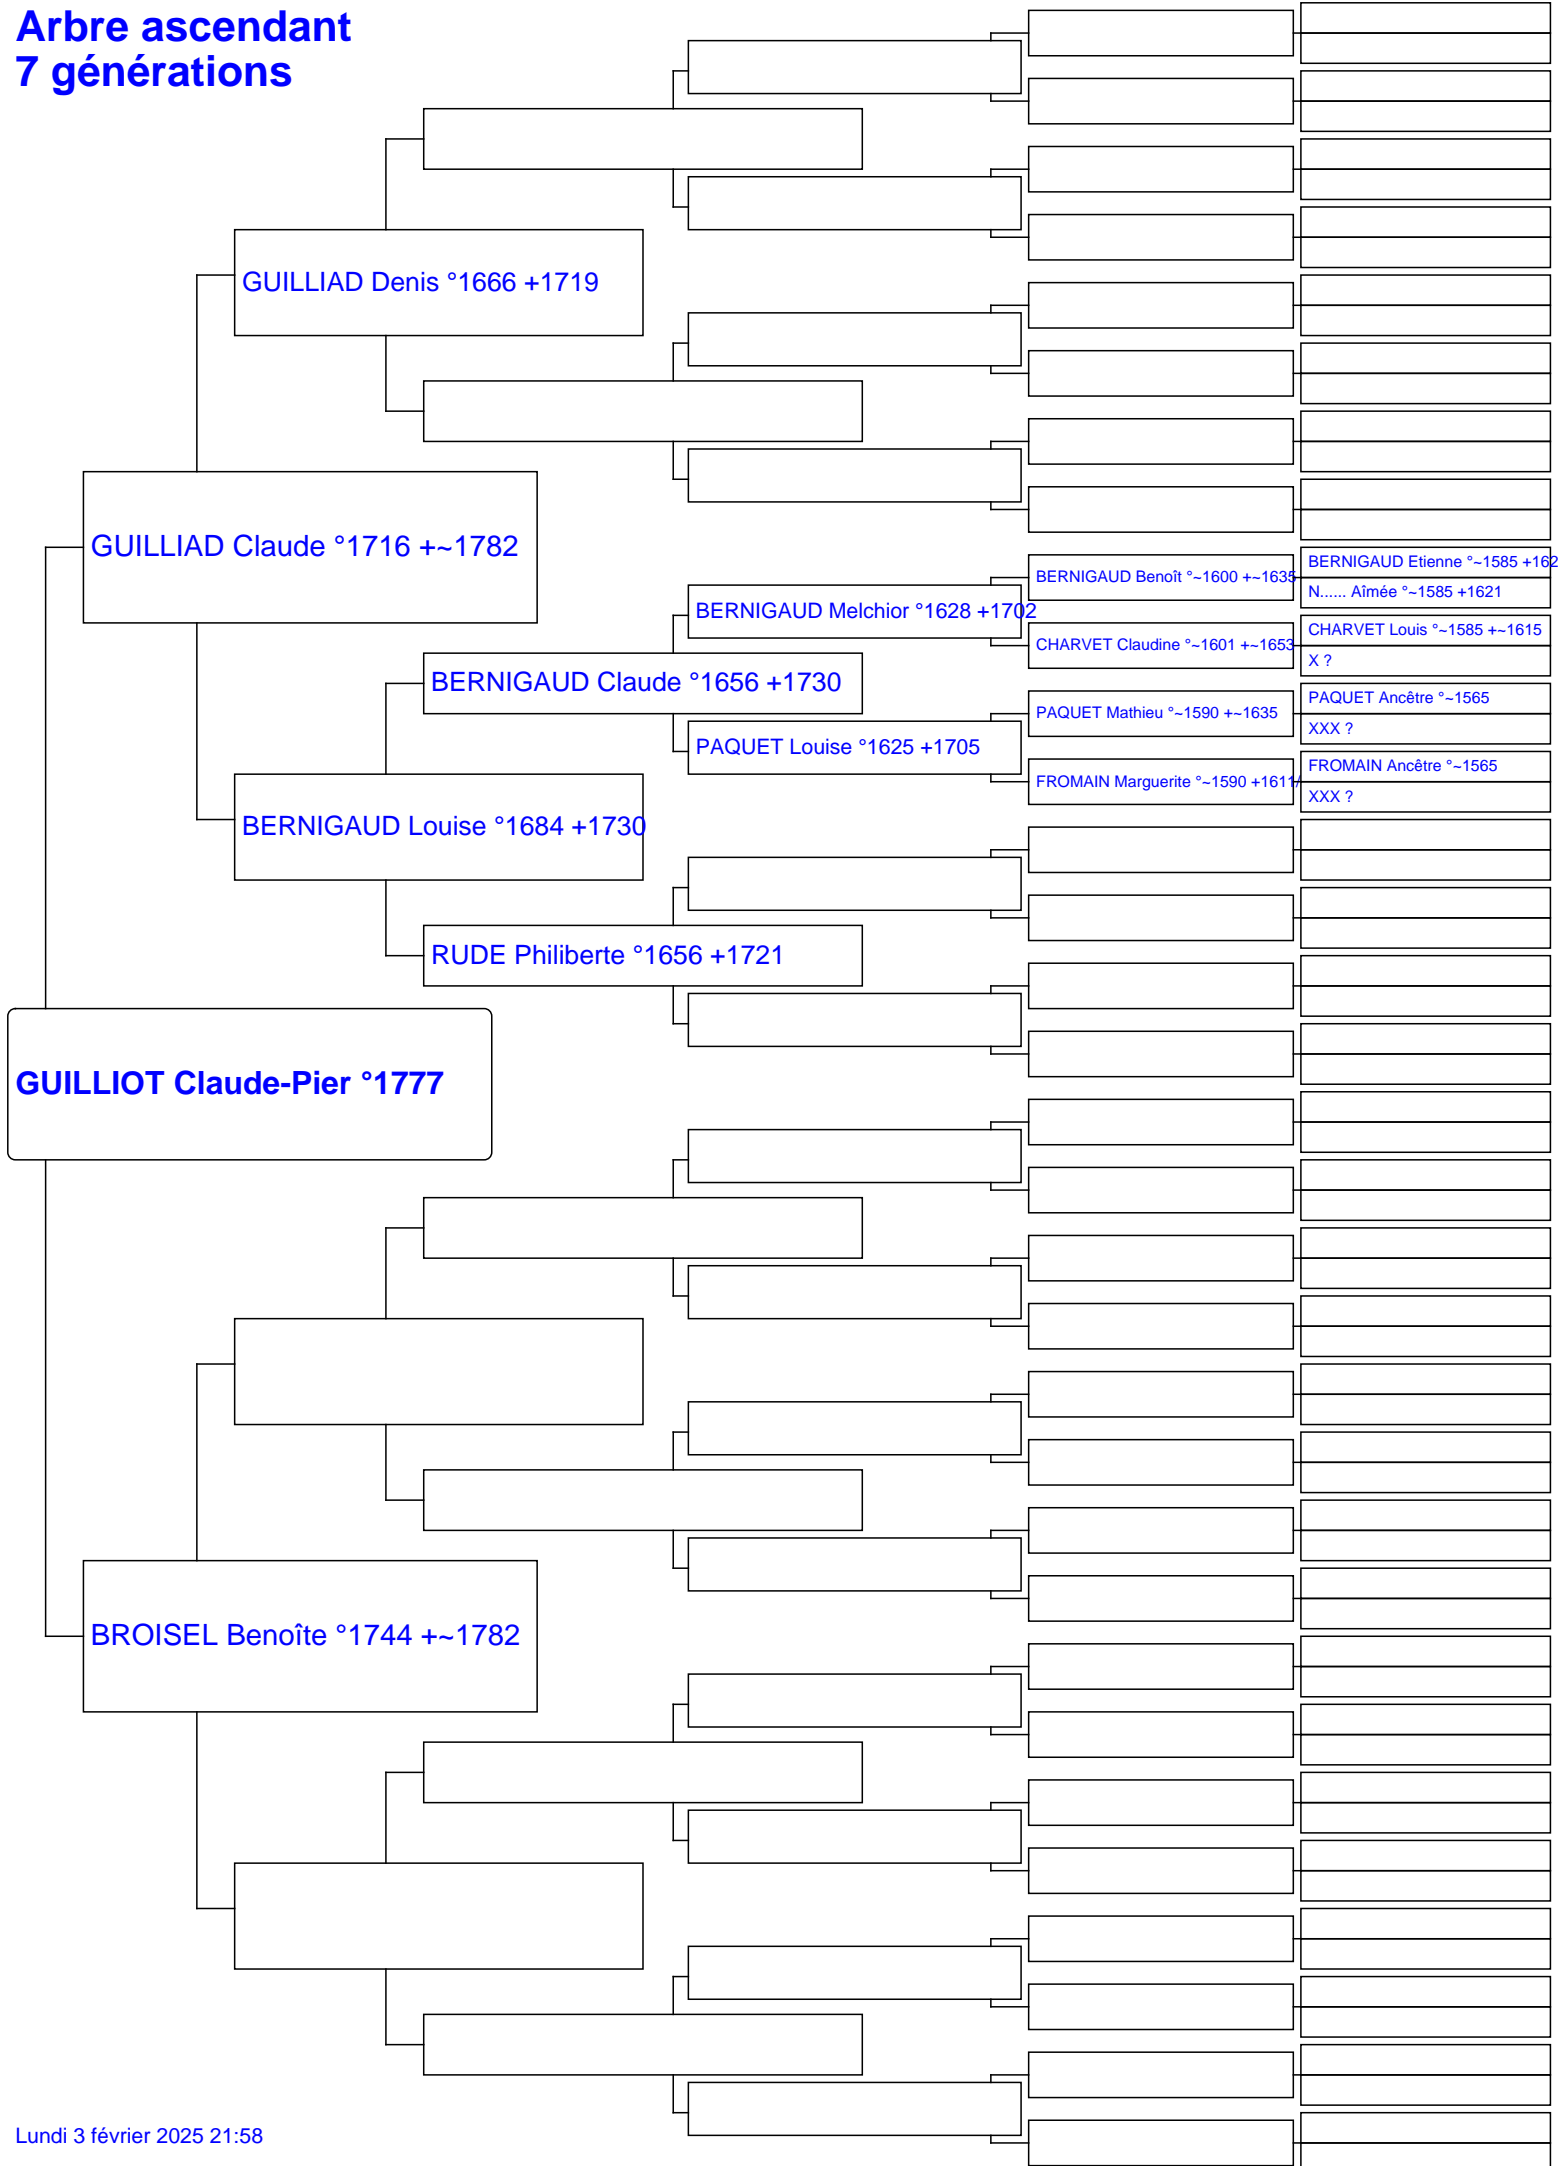 Arbre ascendant
7 générations
GUILLIAD Denis °1666 +1719
GUILLIAD Claude °1716 +~1782
BERNIGAUD Etienne °~1585 +162
BERNIGAUD Benoît °~1600 +~1635
N...... Aîmée °~1585 +1621
BERNIGAUD Melchior °1628 +1702
CHARVET Louis °~1585 +~1615
CHARVET Claudine °~1601 +~1653
X ?
BERNIGAUD Claude °1656 +1730
PAQUET Ancêtre °~1565
PAQUET Mathieu °~1590 +~1635
XXX ?
PAQUET Louise °1625 +1705
FROMAIN Ancêtre °~1565
FROMAIN Marguerite °~1590 +1611/
XXX ?
BERNIGAUD Louise °1684 +1730
RUDE Philiberte °1656 +1721
GUILLIOT Claude-Pier °1777
BROISEL Benoîte °1744 +~1782
Lundi 3 février 2025 21:58